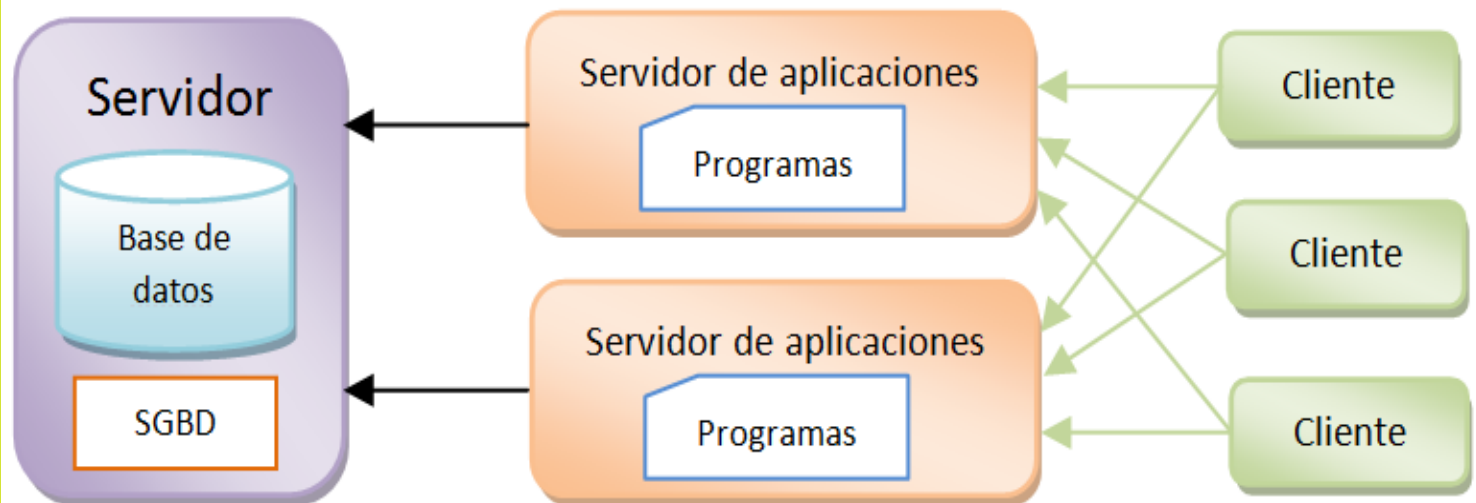 Servidor
Base de
datos
SGBD
Servidor de aplicaciones
Programas
Servidor de aplicaciones
Programas
Cliente
Cliente
Cliente